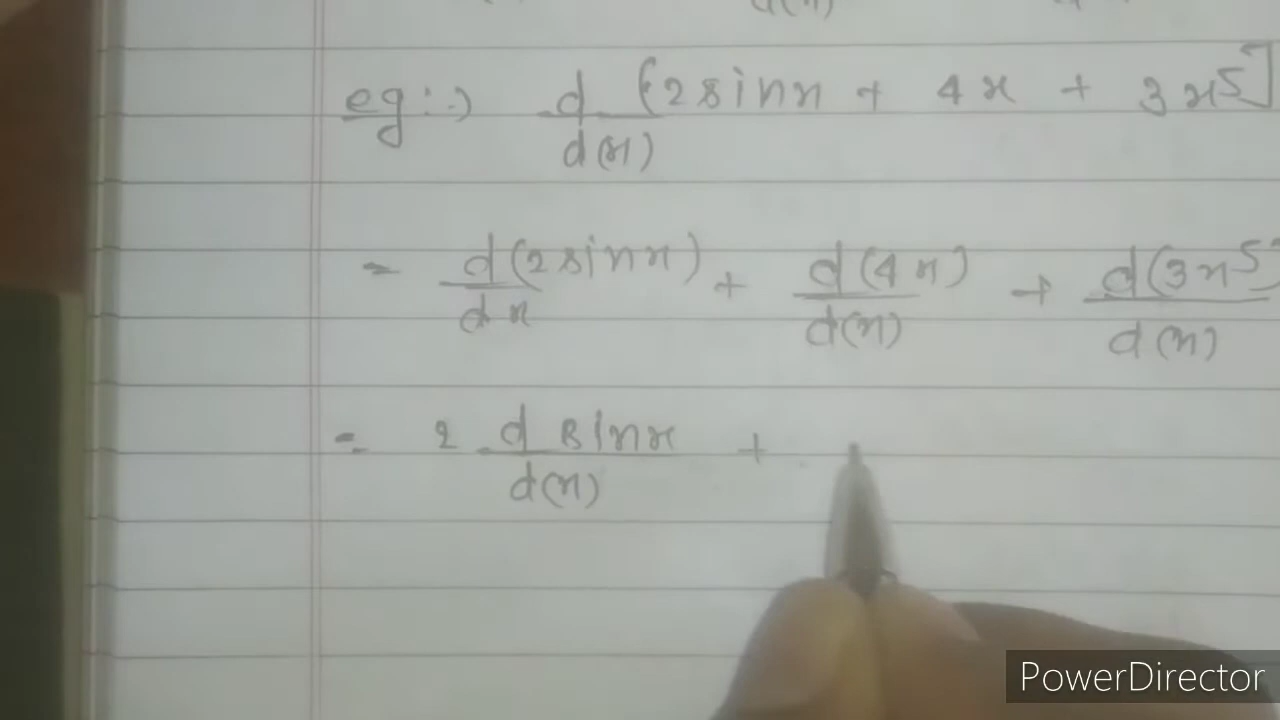 d(x)
eg:-) d/d(x) [2sinx + 4x + 3x⁵]
= d(2sinx)/dx + d(4x)/d(x) + d(3x⁵)/d(x)
= 2 d sinx/d(x) +
PowerDirector